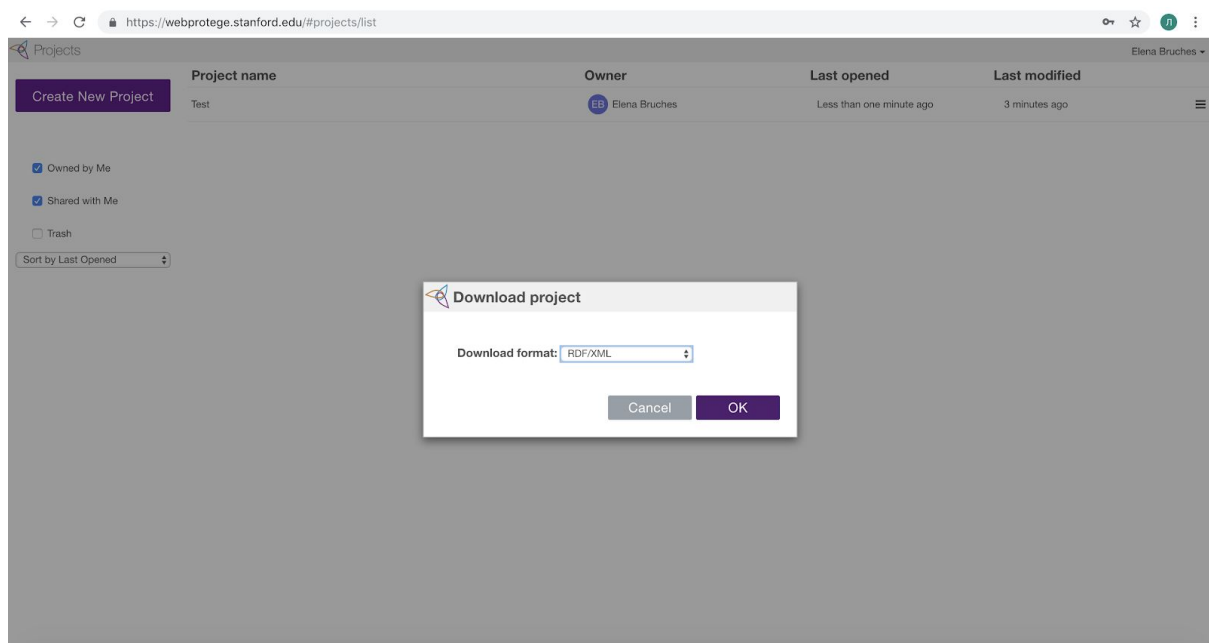 https://webprotege.stanford.edu/#projects/list
Л
Projects
Elena Bruches
Create New Project
Project name Owner Last opened Last modified
Test EB Elena Bruches Less than one minute ago 3 minutes ago
Owned by Me
Shared with Me
Trash
Sort by Last Opened
Download project
Download format: RDF/XML
Cancel OK